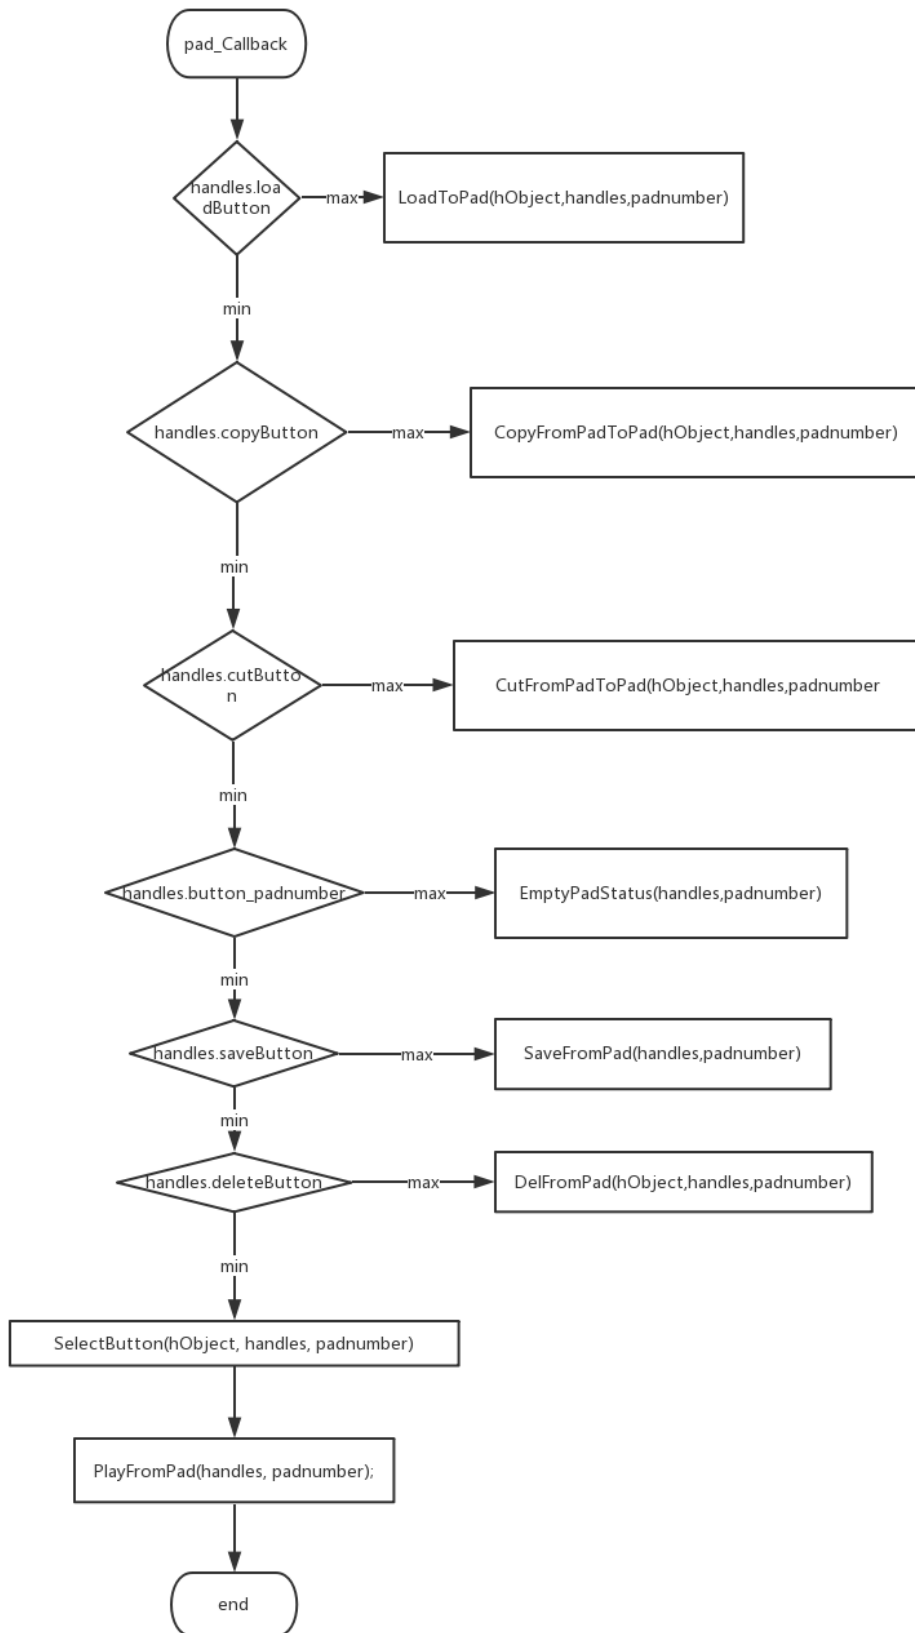 pad_Callback
handles.loa
dButton
max
LoadToPad(hObject,handles,padnumber)
min
handles.copyButton
max
CopyFromPadToPad(hObject,handles,padnumber)
min
handles.cutButto
n
max
CutFromPadToPad(hObject,handles,padnumber
min
handles.button_padnumber
max
EmptyPadStatus(handles,padnumber)
min
handles.saveButton
max
SaveFromPad(handles,padnumber)
min
handles.deleteButton
max
DelFromPad(hObject,handles,padnumber)
min
SelectButton(hObject, handles, padnumber)
PlayFromPad(handles, padnumber);
end